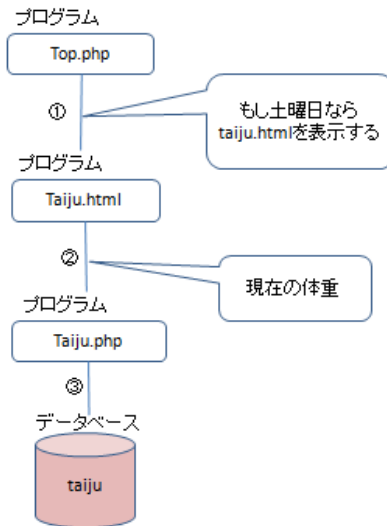 プログラム
Top.php
①
もし土曜日なら
taiju.htmlを表示する
プログラム
Taiju.html
②
現在の体重
プログラム
Taiju.php
③
データベース
taiju